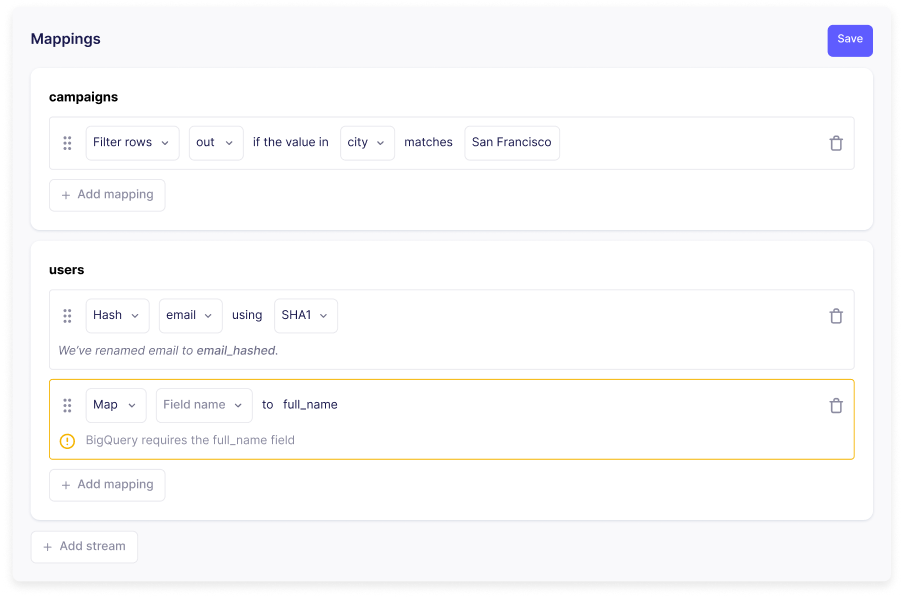 Mappings
Save
campaigns
Filter rows out if the value in city matches San Francisco
+ Add mapping
users
Hash email using SHA1
We've renamed email to email_hashed.
Map Field name to full_name
BigQuery requires the full_name field
+ Add mapping
+ Add stream